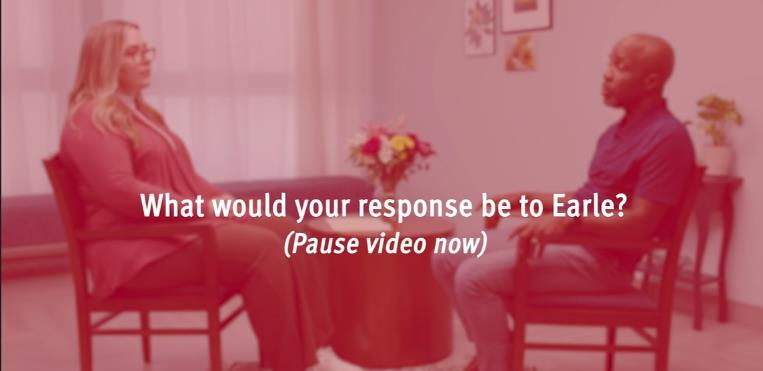 What would your response be to Earle?
(Pause video now)